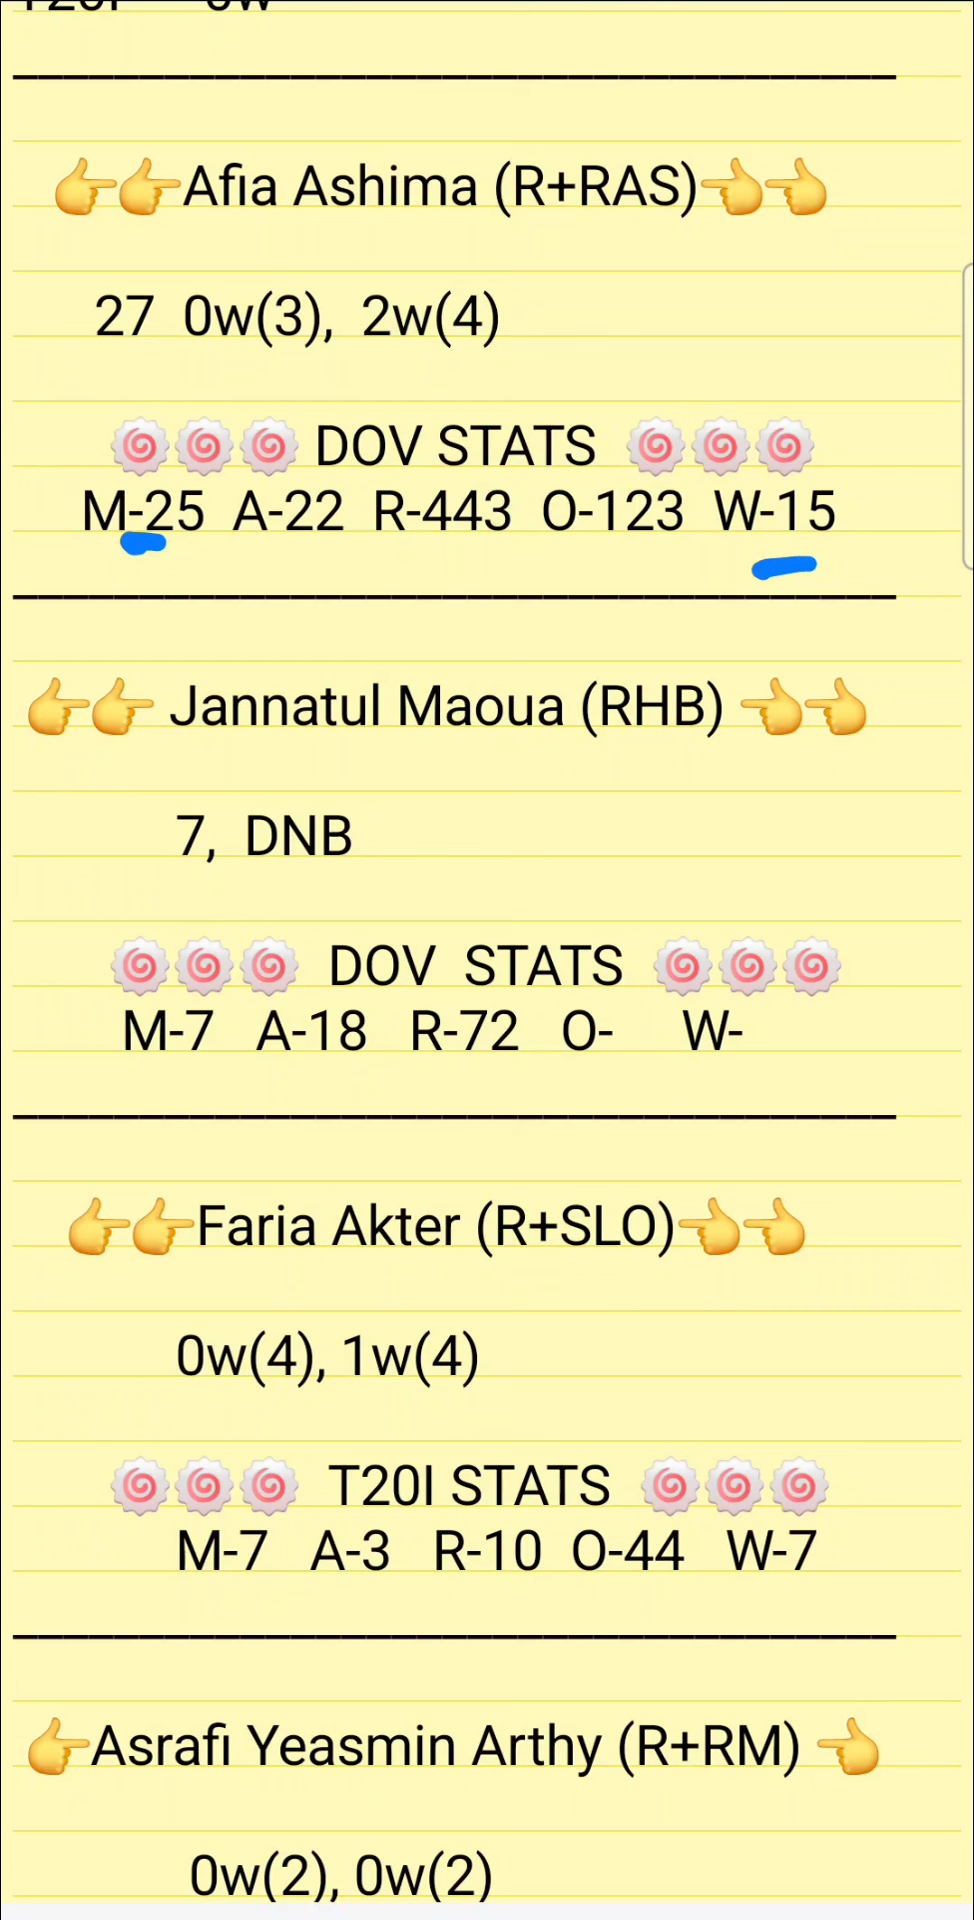 T20I 0w
👉👉Afia Ashima (R+RAS)👈👈
27 0w(3), 2w(4)
🍥🍥🍥 DOV STATS 🍥🍥🍥
M-25 A-22 R-443 O-123 W-15
👉👉 Jannatul Maoua (RHB) 👈👈
7, DNB
🍥🍥🍥 DOV STATS 🍥🍥🍥
M-7 A-18 R-72 O- W-
👉👉Faria Akter (R+SLO)👈👈
0w(4), 1w(4)
🍥🍥🍥 T20I STATS 🍥🍥🍥
M-7 A-3 R-10 O-44 W-7
👉Asrafi Yeasmin Arthy (R+RM) 👈
0w(2), 0w(2)